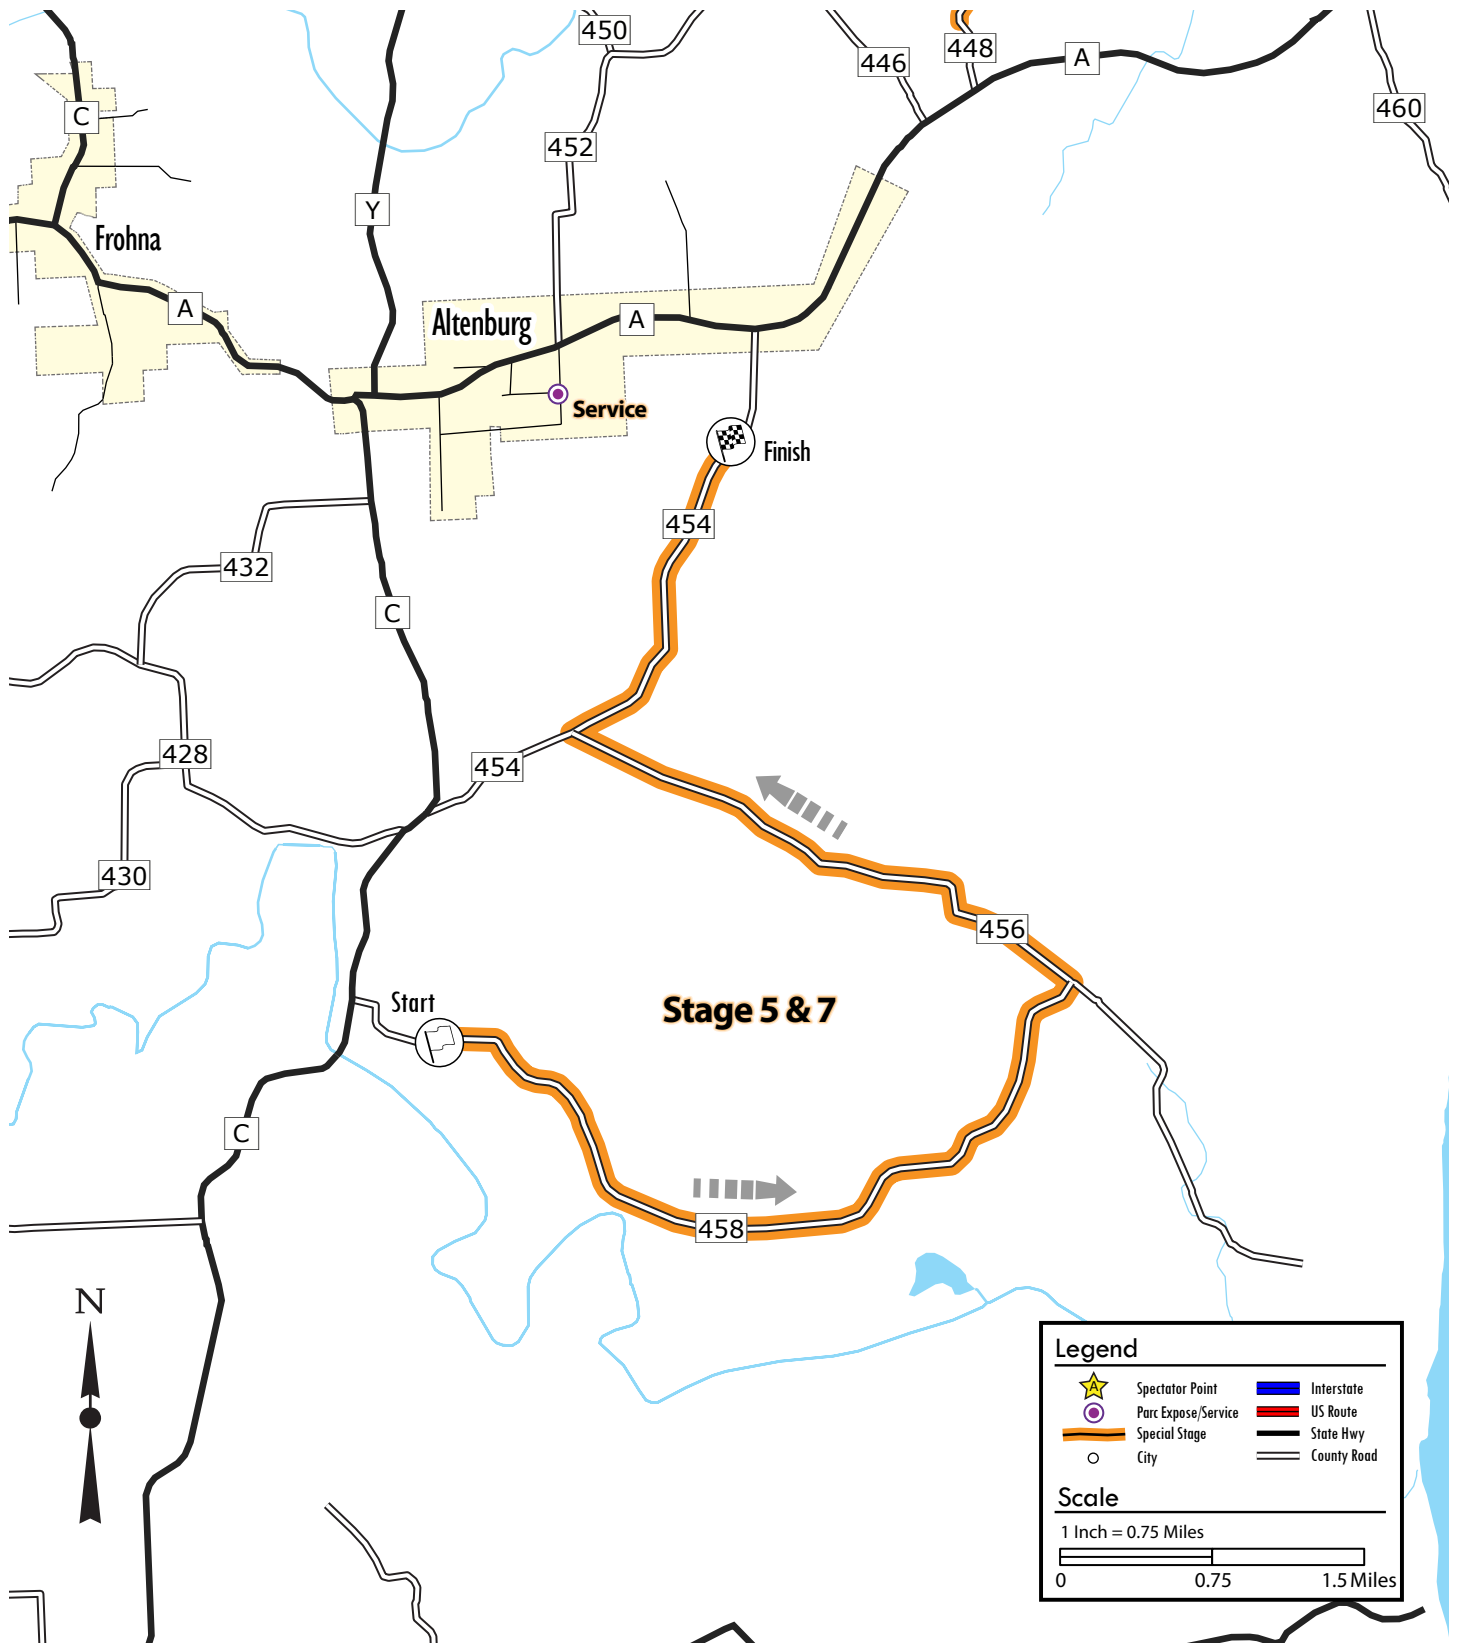 450
448
A
446
460
C
452
Y
Frohna
A
A
Altenburg
Service
Finish
454
432
C
428
454
430
456
Start
Stage 5 & 7
C
458
N
Legend
A
Spectator Point
Interstate
Parc Expose/Service
US Route
Special Stage
State Hwy
City
County Road
Scale
1 Inch = 0.75 Miles
0 0.75 1.5 Miles